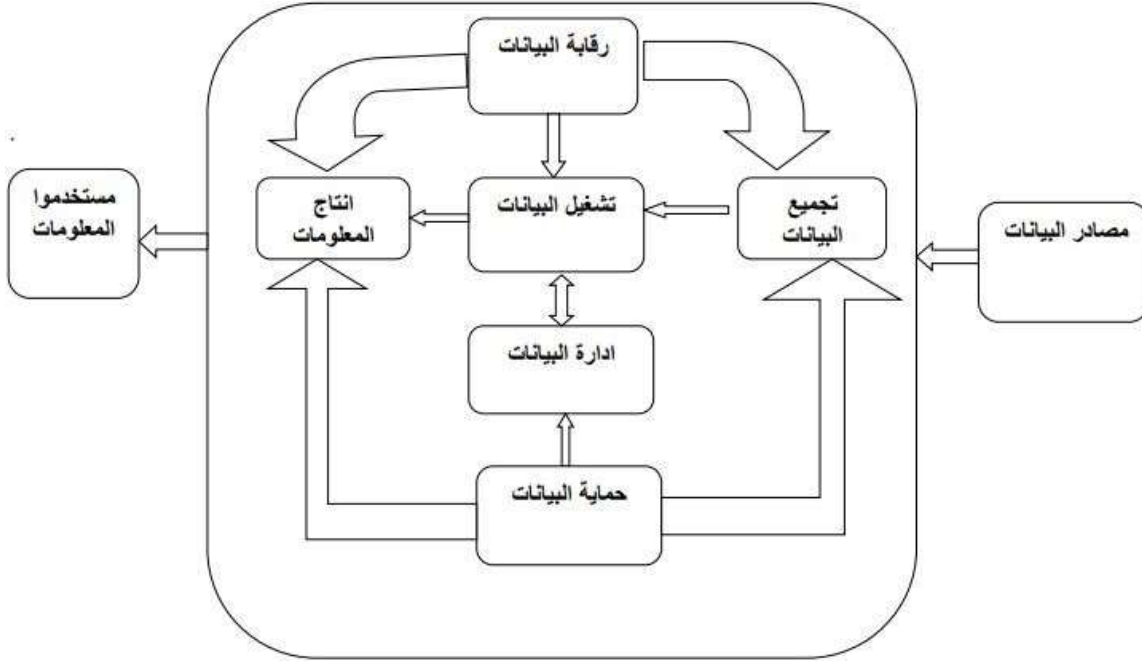 رقابة البيانات
مصادر البيانات
تجميع
البيانات
تشغيل البيانات
انتاج
المعلومات
مستخدموا
المعلومات
ادارة البيانات
حماية البيانات